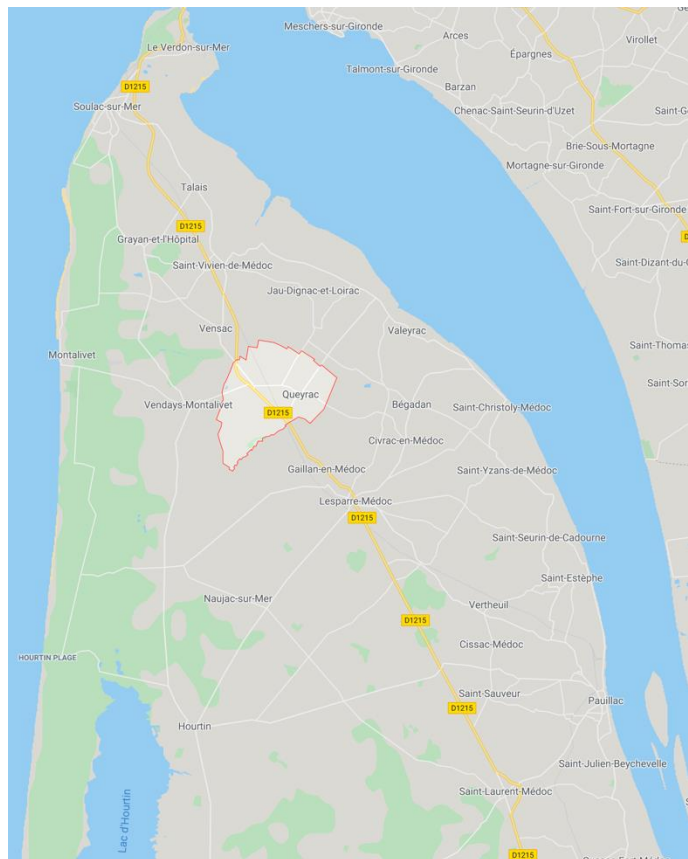 Meschers-sur-Gironde
Le Verdon-sur-Mer
Arces
Virollet
Épargnes
Talmont-sur-Gironde
D1215
Barzan
Soulac-sur-Mer
Chenac-Saint-Seurin-d'Uzet
Brie-Sous-Mortagne
Mortagne-sur-Gironde
Talais
Saint-Fort-sur-Gironde
D1215
Grayan-et-l'Hôpital
Saint-Vivien-de-Médoc
Jau-Dignac-et-Loirac
Vensac
Valeyrac
Montalivet
Queyrac
Vendays-Montalivet
Bégadan
Saint-Christoly-Médoc
D1215
Civrac-en-Médoc
Gaillan-en-Médoc
Saint-Yzans-de-Médoc
Lesparre-Médoc
D1215
Saint-Seurin-de-Cadourne
Saint-Estèphe
Naujac-sur-Mer
Vertheuil
D1215
Cissac-Médoc
HOURTIN PLAGE
Saint-Sauveur
Pauillac
D1215
Hourtin
Saint-Julien-Beychevelle
Saint-Laurent-Médoc
Lac d'Hourtin
D1215